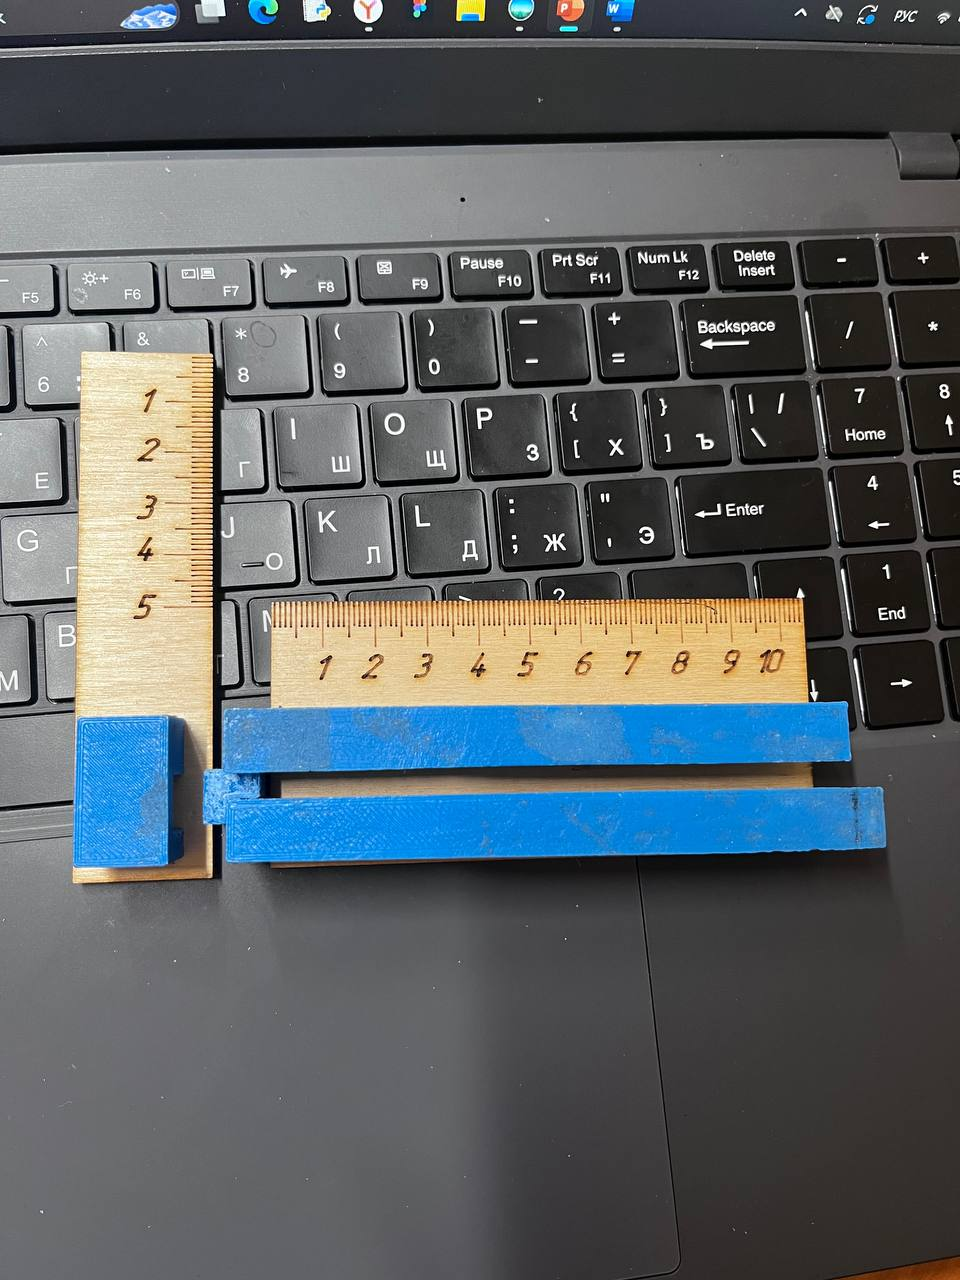 РУС
F5
F6
F7
F8
F9
Pause F10
Prt Scr F11
Num Lk F12
Delete Insert
-
+
^ 6
&
* 8
( 9
) 0
— -
+ =
Backspace
/
*
E
Г
I Ш
O Щ
P З
{ [ Х
} ] Ъ
| / \
7 Home
8
G
J О
K Л
L Д
: ; Ж
" ' Э
Enter
4
5
M
B
?
1 End
1
2
3
4
5
1 2 3 4 5 6 7 8 9 10